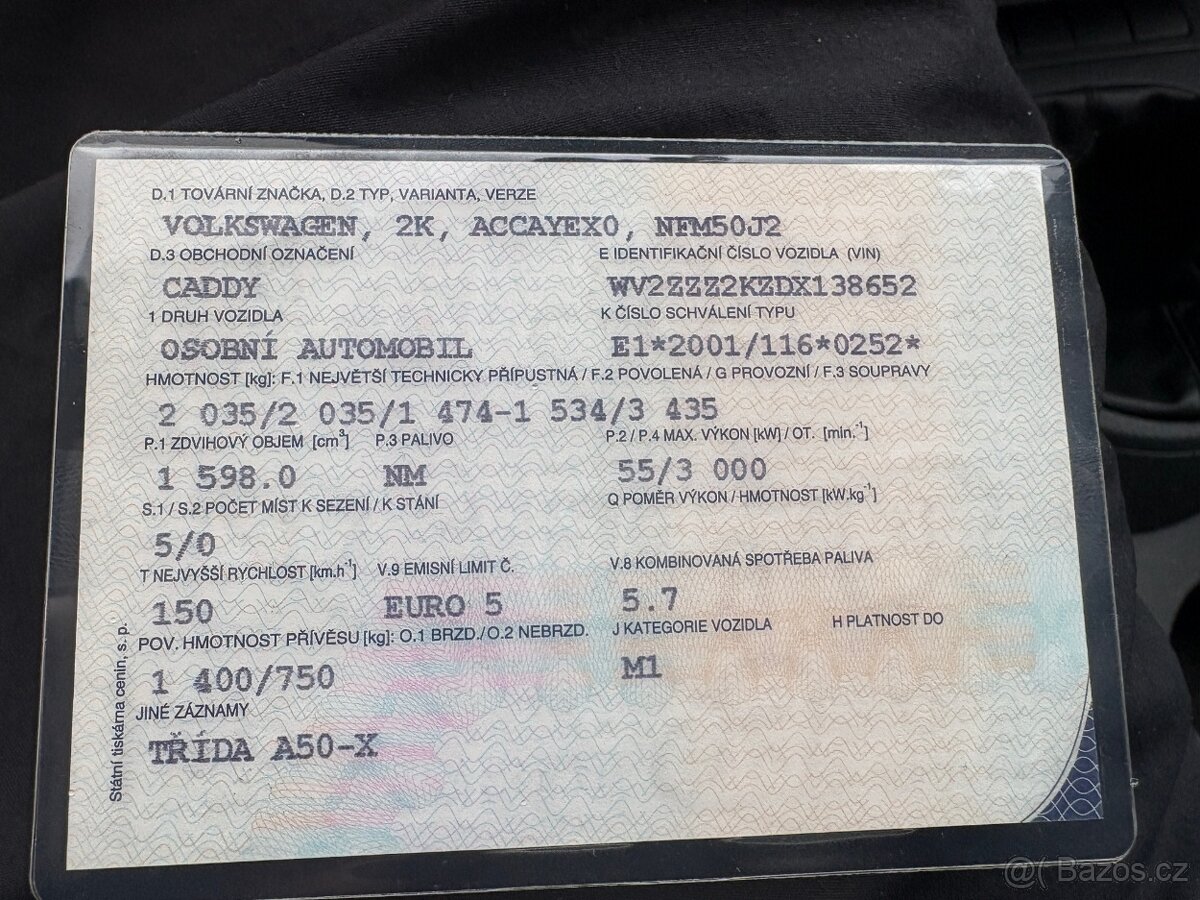 D.1 TOVÁRNÍ ZNAČKA, D.2 TYP, VARIANTA, VERZE
VOLKSWAGEN, 2K, ACCAYEX0, NFM50J2
D.3 OBCHODNÍ OZNAČENÍ E IDENTIFIKAČNÍ ČÍSLO VOZIDLA (VIN)
CADDY WV2ZZZ2KZDX138652
1 DRUH VOZIDLA K ČÍSLO SCHVÁLENÍ TYPU
OSOBNÍ AUTOMOBIL E1*2001/116*0252*
HMOTNOST [kg]: F.1 NEJVĚTŠÍ TECHNICKY PŘÍPUSTNÁ / F.2 POVOLENÁ / G PROVOZNÍ / F.3 SOUPRAVY
2 035/2 035/1 474-1 534/3 435
P.1 ZDVIHOVÝ OBJEM [cm³] P.3 PALIVO P.2 / P.4 MAX. VÝKON [kW] / OT. [min.⁻¹]
1 598.0 NM 55/3 000
S.1 / S.2 POČET MÍST K SEZENÍ / K STÁNÍ Q POMĚR VÝKON / HMOTNOST [kW.kg⁻¹]
5/0
T NEJVYŠŠÍ RYCHLOST [km.h⁻¹] V.9 EMISNÍ LIMIT Č. V.8 KOMBINOVANÁ SPOTŘEBA PALIVA
150 EURO 5 5.7
POV. HMOTNOST PŘÍVĚSU [kg]: O.1 BRZD./O.2 NEBRZD. J KATEGORIE VOZIDLA H PLATNOST DO
1 400/750 M1
JINÉ ZÁZNAMY
TŘÍDA A50-X
Státní tiskárna cenin, s. p.
@( Bazos.cz